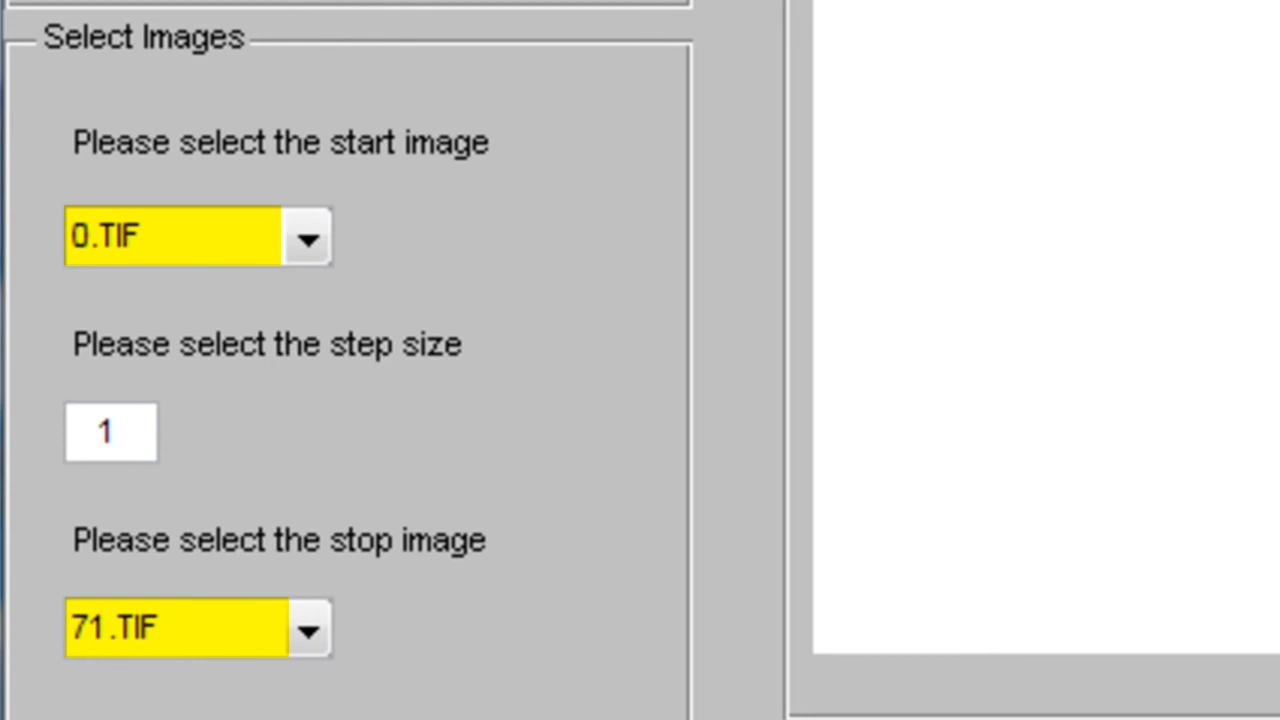 Select Images
Please select the start image
0.TIF
Please select the step size
1
Please select the stop image
71.TIF